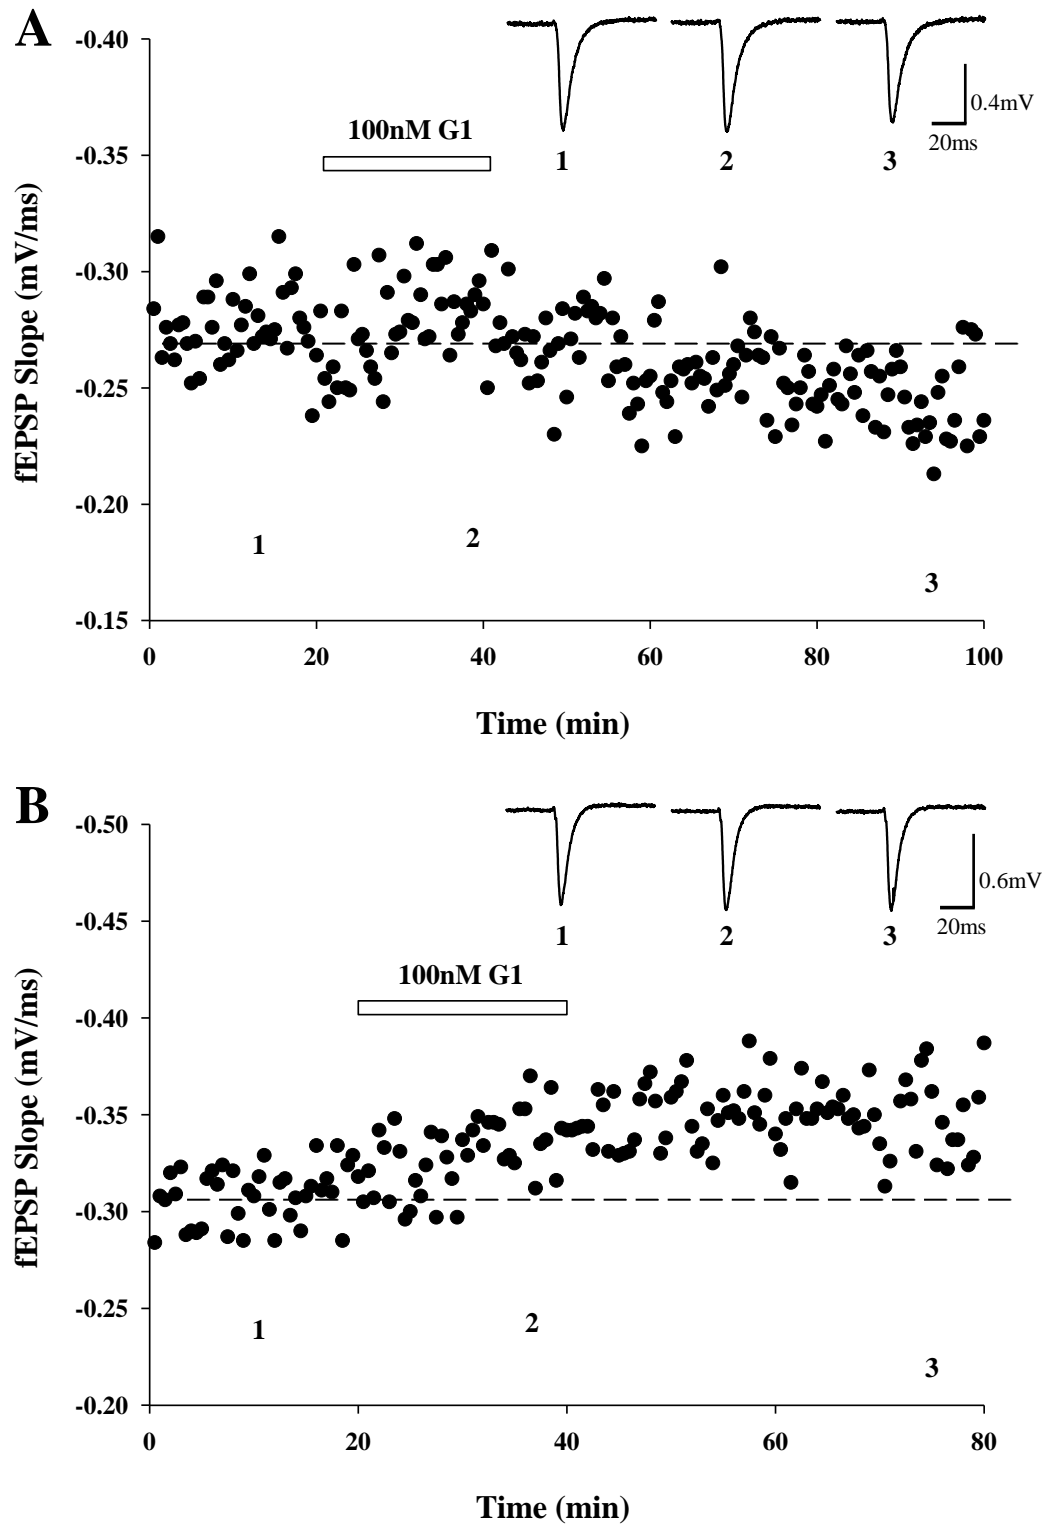 A
-0.40
-0.35
-0.30
-0.25
-0.20
-0.15
fEPSP Slope (mV/ms)
100nM G1
1 2 3
0.4mV
20ms
1 2 3
0 20 40 60 80 100
Time (min)
B
-0.50
-0.45
-0.40
-0.35
-0.30
-0.25
-0.20
fEPSP Slope (mV/ms)
100nM G1
1 2 3
0.6mV
20ms
1 2 3
0 20 40 60 80
Time (min)